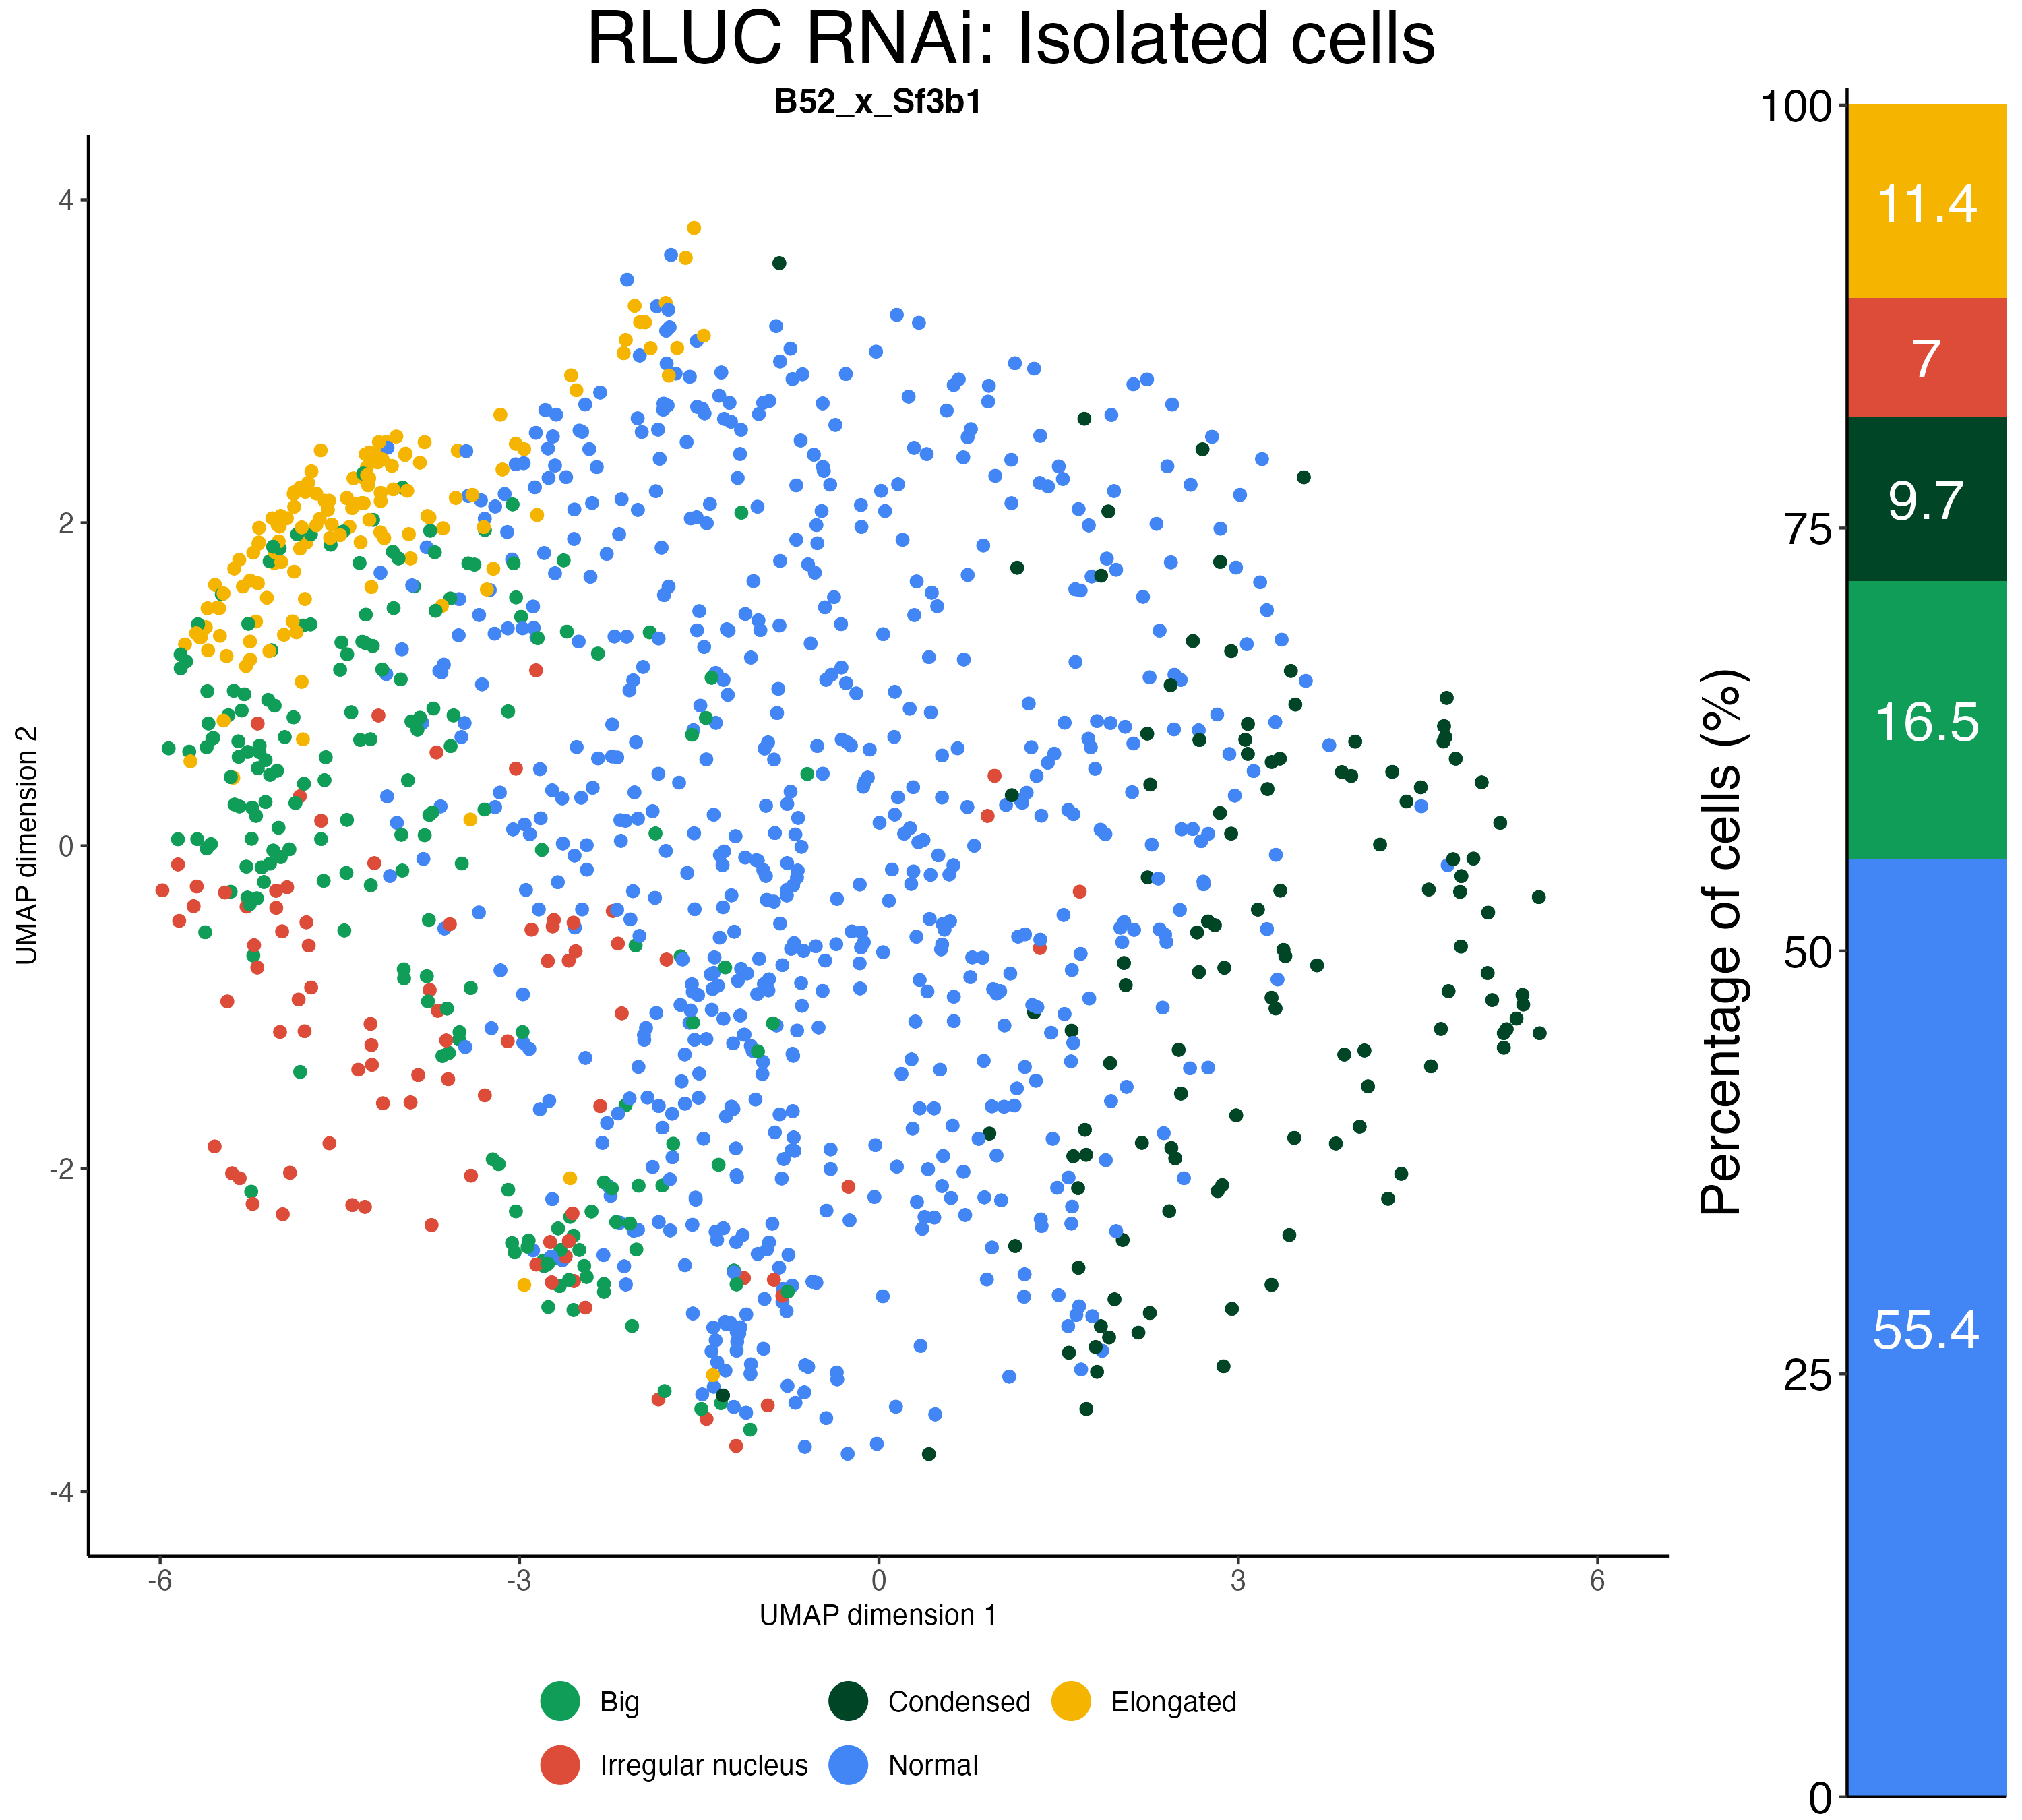 RLUC RNAi: Isolated cells
B52_x_Sf3b1
UMAP dimension 2
4
2
0
-2
-4
-6
-3
0
3
6
UMAP dimension 1
Big
Condensed
Elongated
Irregular nucleus
Normal
Percentage of cells (%)
100
75
50
25
0
11.4
7
9.7
16.5
55.4